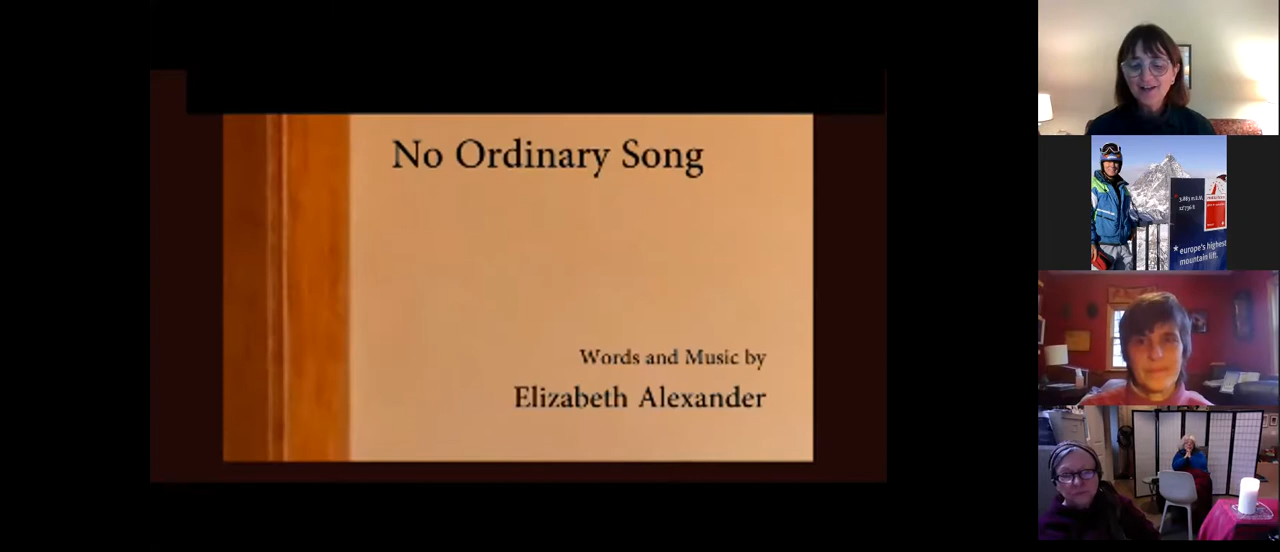 No Ordinary Song
Words and Music by
Elizabeth Alexander
* europe's highest
mountain lift.